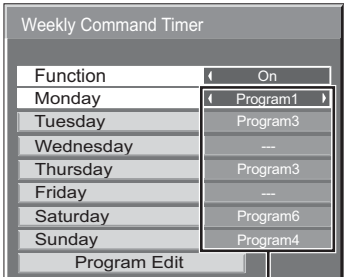 Weekly Command Timer
Function On
Monday Program1
Tuesday Program3
Wednesday ---
Thursday Program3
Friday ---
Saturday Program6
Sunday Program4
Program Edit